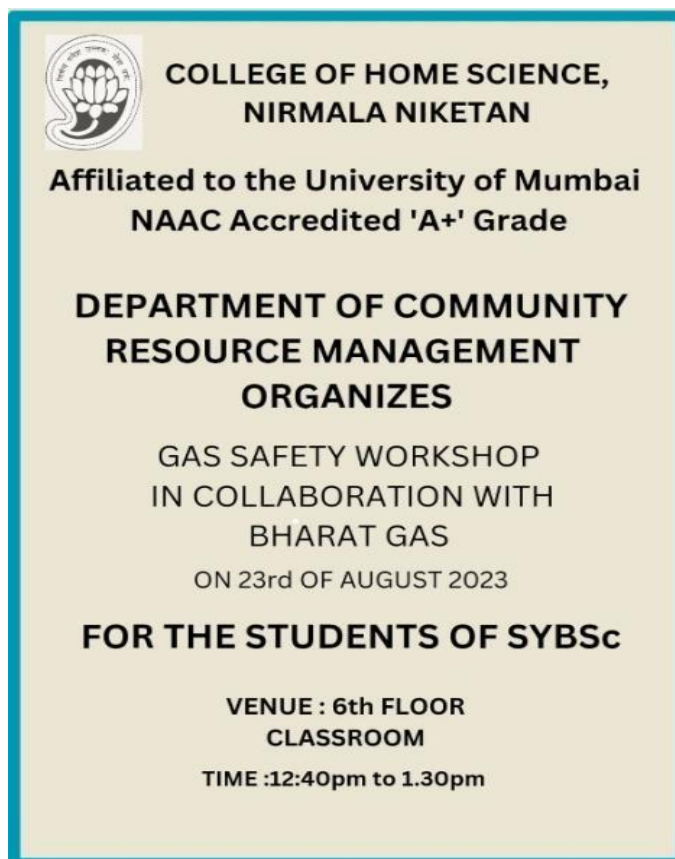 COLLEGE OF HOME SCIENCE,
NIRMALA NIKETAN
Affiliated to the University of Mumbai
NAAC Accredited 'A+' Grade
DEPARTMENT OF COMMUNITY
RESOURCE MANAGEMENT
ORGANIZES
GAS SAFETY WORKSHOP
IN COLLABORATION WITH
BHARAT GAS
ON 23rd OF AUGUST 2023
FOR THE STUDENTS OF SYBSc
VENUE : 6th FLOOR
CLASSROOM
TIME :12:40pm to 1.30pm